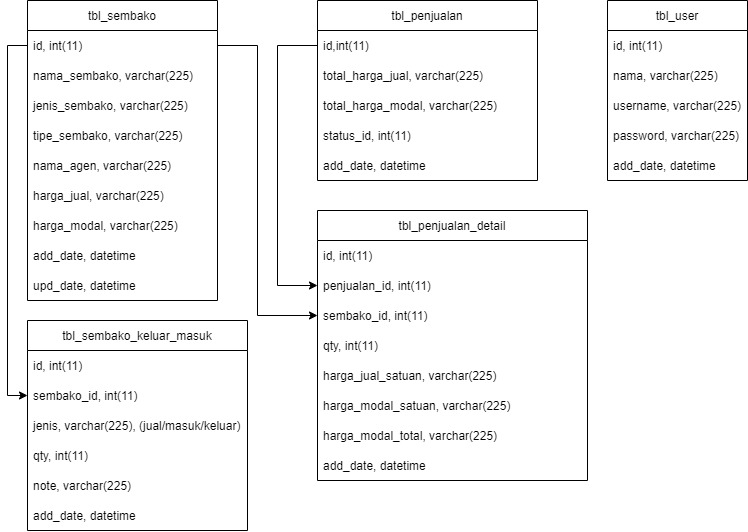 tbl_sembako
id, int(11)
nama_sembako, varchar(225)
jenis_sembako, varchar(225)
tipe_sembako, varchar(225)
nama_agen, varchar(225)
harga_jual, varchar(225)
harga_modal, varchar(225)
add_date, datetime
upd_date, datetime
tbl_sembako_keluar_masuk
id, int(11)
sembako_id, int(11)
jenis, varchar(225), (jual/masuk/keluar)
qty, int(11)
note, varchar(225)
add_date, datetime
tbl_penjualan
id,int(11)
total_harga_jual, varchar(225)
total_harga_modal, varchar(225)
status_id, int(11)
add_date, datetime
tbl_penjualan_detail
id, int(11)
penjualan_id, int(11)
sembako_id, int(11)
qty, int(11)
harga_jual_satuan, varchar(225)
harga_modal_satuan, varchar(225)
harga_modal_total, varchar(225)
add_date, datetime
tbl_user
id, int(11)
nama, varchar(225)
username, varchar(225)
password, varchar(225)
add_date, datetime